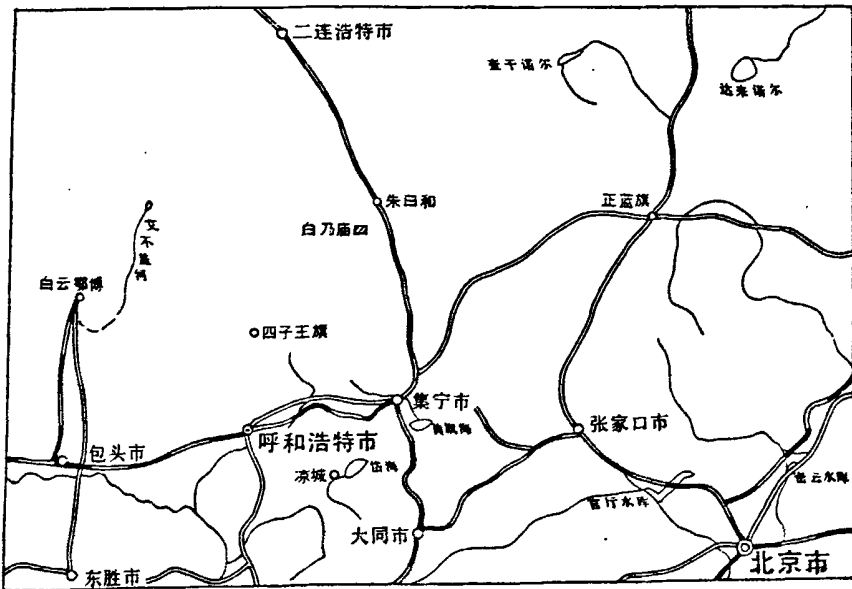 二连浩特市
查干诺尔
达来诺尔
朱日和
正蓝旗
白乃庙
艾不盖河
白云鄂博
四子王旗
集宁市
黄旗海
呼和浩特市
张家口市
包头市
凉城
岱海
官厅水库
密云水库
大同市
北京市
东胜市